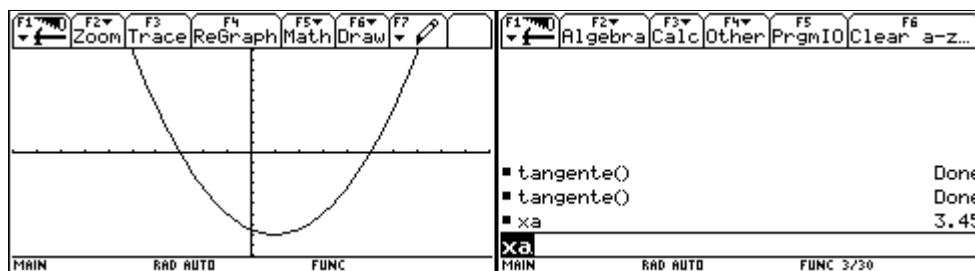 F1 F2 F3 F4 F5 F6 F7
Zoom Trace ReGraph Math Draw
MAIN RAD AUTO FUNC
F1 F2 F3 F4 F5 F6
Algebra Calc Other PrgmIO Clear a-z…
tangente() Done
tangente() Done
xa 3.45
xa
MAIN RAD AUTO FUNC 3/30